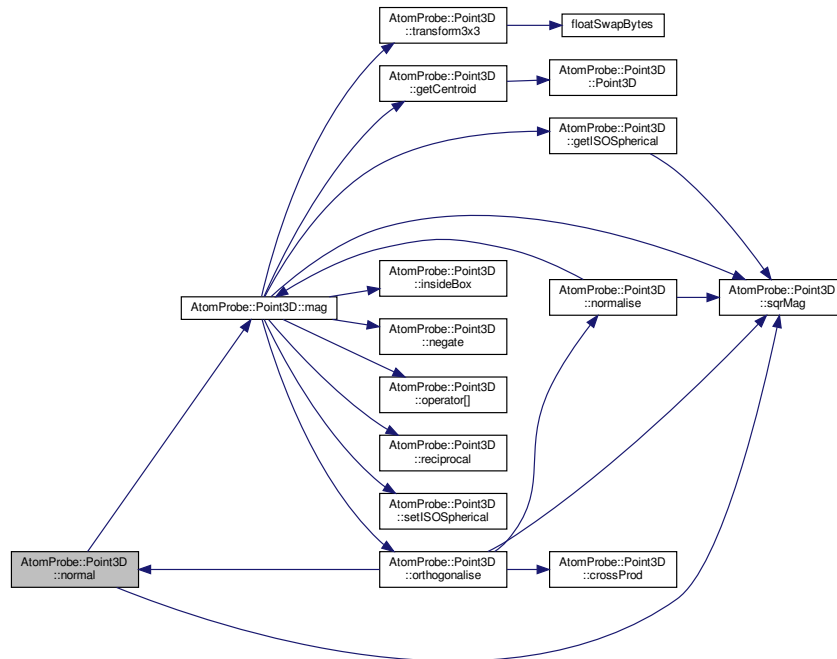 AtomProbe::Point3D
::transform3x3
floatSwapBytes
AtomProbe::Point3D
::getCentroid
AtomProbe::Point3D
::Point3D
AtomProbe::Point3D
::getISOSpherical
AtomProbe::Point3D::mag
AtomProbe::Point3D
::insideBox
AtomProbe::Point3D
::normalise
AtomProbe::Point3D
::sqrMag
AtomProbe::Point3D
::negate
AtomProbe::Point3D
::operator[]
AtomProbe::Point3D
::reciprocal
AtomProbe::Point3D
::setISOSpherical
AtomProbe::Point3D
::normal
AtomProbe::Point3D
::orthogonalise
AtomProbe::Point3D
::crossProd